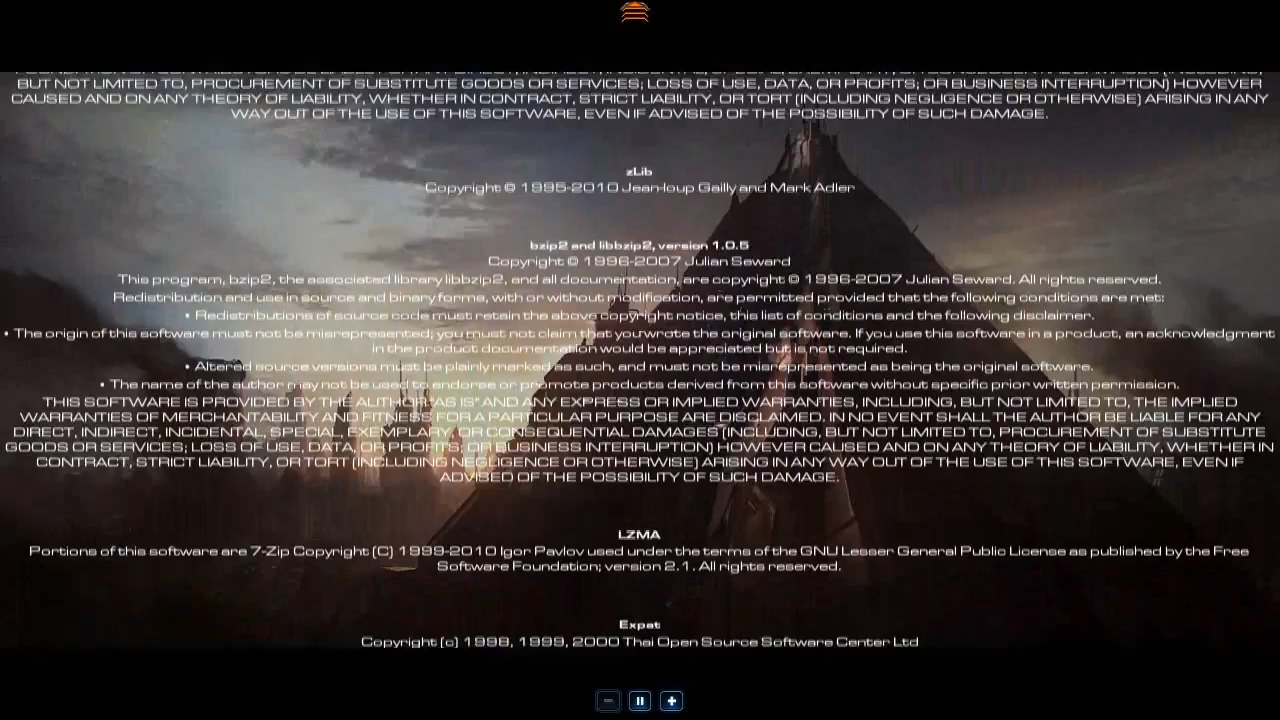 BUT NOT LIMITED TO, PROCUREMENT OF SUBSTITUTE GOODS OR SERVICES; LOSS OF USE, DATA, OR PROFITS; OR BUSINESS INTERRUPTION) HOWEVER
CAUSED AND ON ANY THEORY OF LIABILITY, WHETHER IN CONTRACT, STRICT LIABILITY, OR TORT (INCLUDING NEGLIGENCE OR OTHERWISE) ARISING IN ANY
WAY OUT OF THE USE OF THIS SOFTWARE, EVEN IF ADVISED OF THE POSSIBILITY OF SUCH DAMAGE.
zLib
Copyright © 1995-2010 Jean-loup Gailly and Mark Adler
bzip2 and libbzip2, version 1.0.5
Copyright © 1996-2007 Julian Seward
This program, bzip2, the associated library libbzip2, and all documentation, are copyright © 1996-2007 Julian Seward. All rights reserved.
Redistribution and use in source and binary forms, with or without modification, are permitted provided that the following conditions are met:
• Redistributions of source code must retain the above copyright notice, this list of conditions and the following disclaimer.
• The origin of this software must not be misrepresented; you must not claim that you wrote the original software. If you use this software in a product, an acknowledgment
in the product documentation would be appreciated but is not required.
• Altered source versions must be plainly marked as such, and must not be misrepresented as being the original software.
• The name of the author may not be used to endorse or promote products derived from this software without specific prior written permission.
THIS SOFTWARE IS PROVIDED BY THE AUTHOR "AS IS" AND ANY EXPRESS OR IMPLIED WARRANTIES, INCLUDING, BUT NOT LIMITED TO, THE IMPLIED
WARRANTIES OF MERCHANTABILITY AND FITNESS FOR A PARTICULAR PURPOSE ARE DISCLAIMED. IN NO EVENT SHALL THE AUTHOR BE LIABLE FOR ANY
DIRECT, INDIRECT, INCIDENTAL, SPECIAL, EXEMPLARY, OR CONSEQUENTIAL DAMAGES (INCLUDING, BUT NOT LIMITED TO, PROCUREMENT OF SUBSTITUTE
GOODS OR SERVICES; LOSS OF USE, DATA, OR PROFITS; OR BUSINESS INTERRUPTION) HOWEVER CAUSED AND ON ANY THEORY OF LIABILITY, WHETHER IN
CONTRACT, STRICT LIABILITY, OR TORT (INCLUDING NEGLIGENCE OR OTHERWISE) ARISING IN ANY WAY OUT OF THE USE OF THIS SOFTWARE, EVEN IF
ADVISED OF THE POSSIBILITY OF SUCH DAMAGE.
LZMA
Portions of this software are 7-Zip Copyright (C) 1999-2010 Igor Pavlov used under the terms of the GNU Lesser General Public License as published by the Free
Software Foundation; version 2.1. All rights reserved.
Expat
Copyright (c) 1998, 1999, 2000 Thai Open Source Software Center Ltd